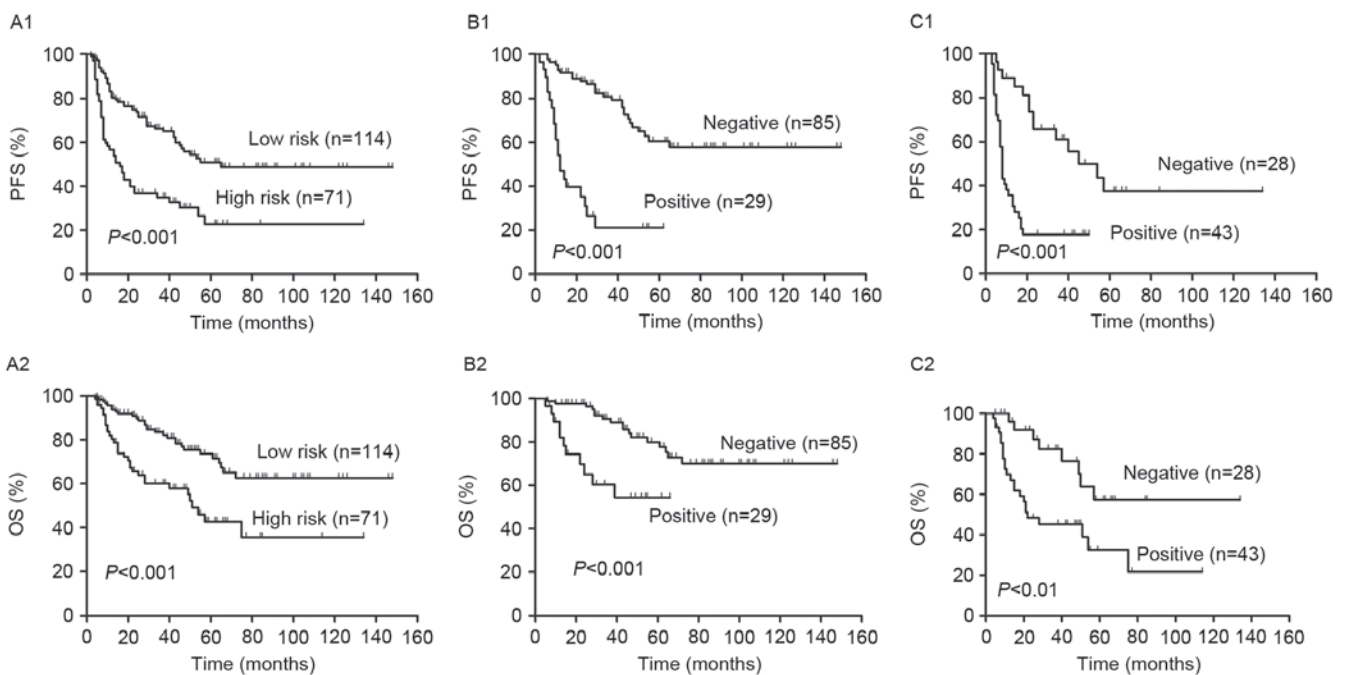 A1
100
80
60
40
20
0
PFS (%)
Low risk (n=114)
High risk (n=71)
P<0.001
0 20 40 60 80 100 120 140 160
Time (months)
B1
100
80
60
40
20
0
PFS (%)
Negative (n=85)
Positive (n=29)
P<0.001
0 20 40 60 80 100 120 140 160
Time (months)
C1
100
80
60
40
20
0
PFS (%)
Negative (n=28)
Positive (n=43)
P<0.001
0 20 40 60 80 100 120 140 160
Time (months)
A2
100
80
60
40
20
0
OS (%)
Low risk (n=114)
High risk (n=71)
P<0.001
0 20 40 60 80 100 120 140 160
Time (months)
B2
100
80
60
40
20
0
OS (%)
Negative (n=85)
Positive (n=29)
P<0.001
0 20 40 60 80 100 120 140 160
Time (months)
C2
100
80
60
40
20
0
OS (%)
Negative (n=28)
Positive (n=43)
P<0.01
0 20 40 60 80 100 120 140 160
Time (months)